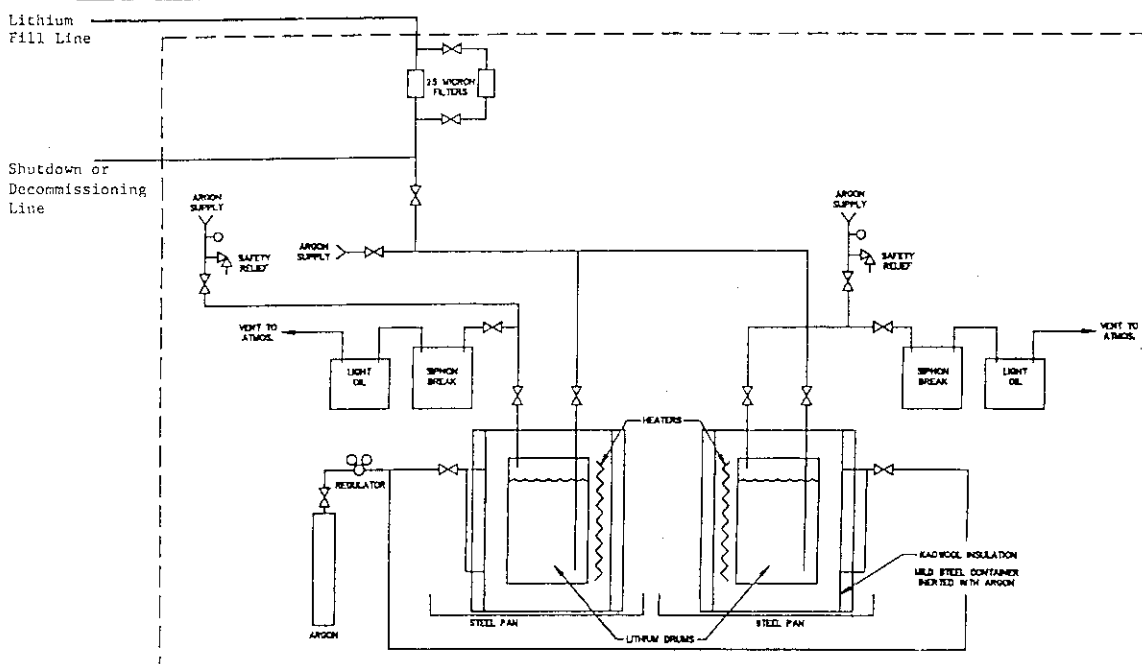 Lithium
Fill Line
25 MICRON
FILTERS
Shutdown or
Decommissioning
Line
ARGON
SUPPLY
SAFETY
RELIEF
ARGON
SUPPLY
ARGON
SUPPLY
SAFETY
RELIEF
VENT TO
ATMOS.
LIGHT
OIL
SIPHON
BREAK
SIPHON
BREAK
LIGHT
OIL
VENT TO
ATMOS.
HEATERS
REGULATOR
KAOWOOL INSULATION
MILD STEEL CONTAINER
INERTED WITH ARGON
STEEL PAN
LITHIUM DRUMS
STEEL PAN
ARGON